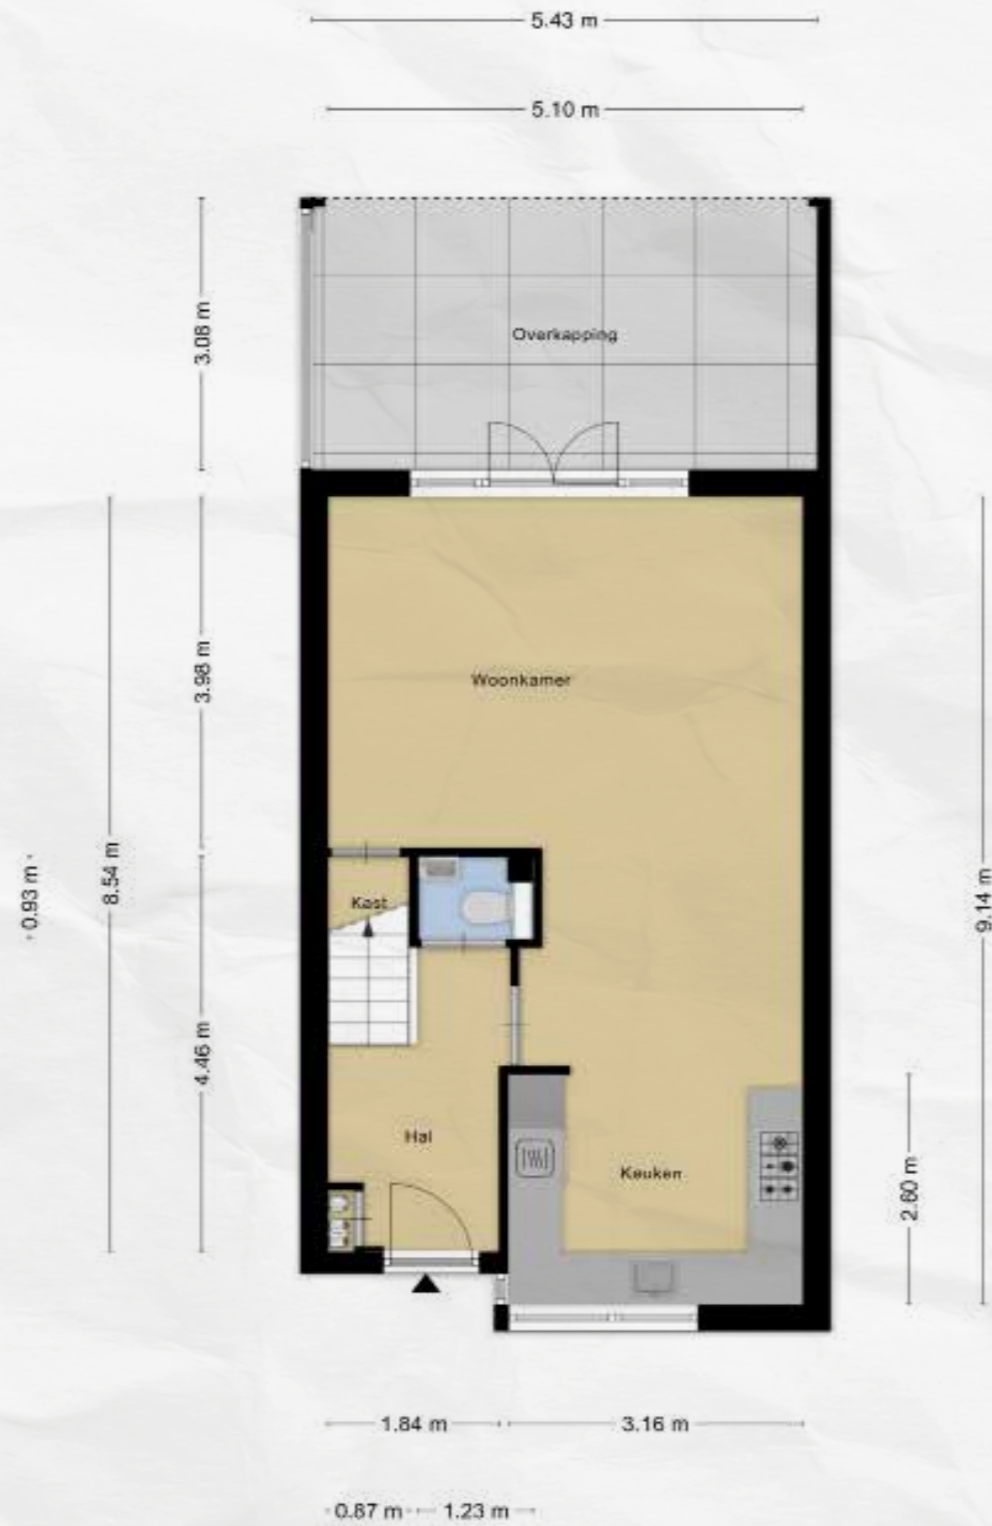 5.43 m
5.10 m
3.08 m
Overkapping
3.98 m
Woonkamer
0.93 m
8.54 m
9.14 m
Kast
4.46 m
Hal
Keuken
2.60 m
1.84 m
3.16 m
0.87 m
1.23 m